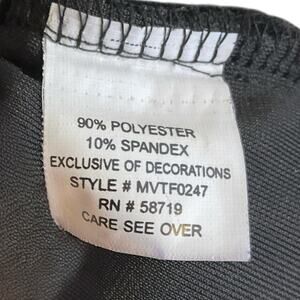 90% POLYESTER
10% SPANDEX
EXCLUSIVE OF DECORATIONS
STYLE # MVTF0247
RN # 58719
CARE SEE OVER